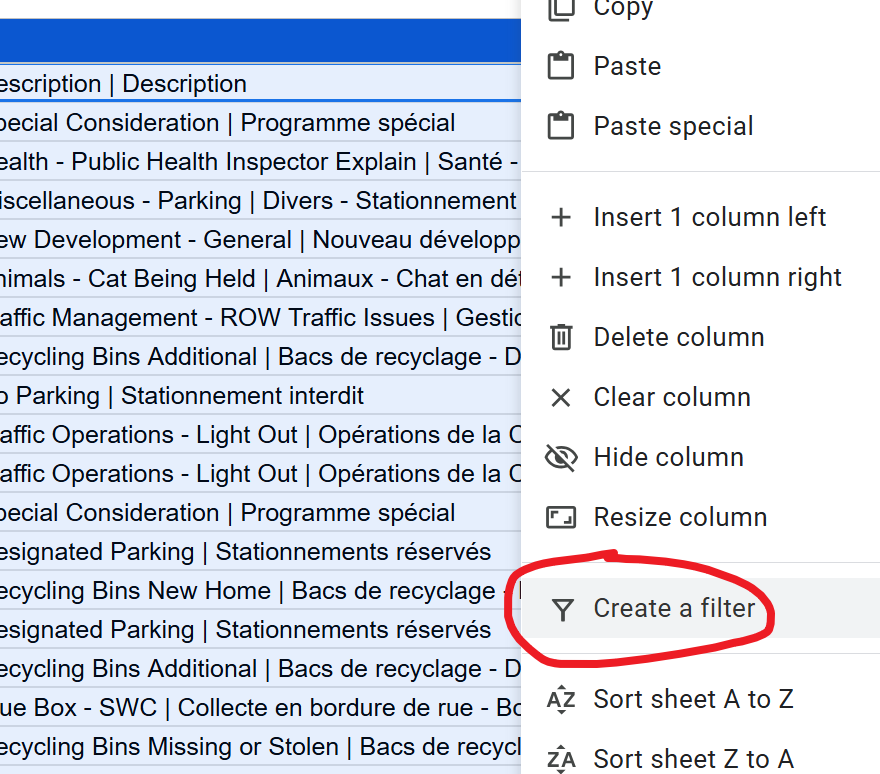 escription | Description
pecial Consideration | Programme spécial
ealth - Public Health Inspector Explain | Santé -
iscellaneous - Parking | Divers - Stationnement
ew Development - General | Nouveau développ
nimals - Cat Being Held | Animaux - Chat en dét
affic Management - ROW Traffic Issues | Gestio
ecycling Bins Additional | Bacs de recyclage - D
o Parking | Stationnement interdit
affic Operations - Light Out | Opérations de la C
affic Operations - Light Out | Opérations de la C
pecial Consideration | Programme spécial
esignated Parking | Stationnements réservés
ecycling Bins New Home | Bacs de recyclage -
esignated Parking | Stationnements réservés
ecycling Bins Additional | Bacs de recyclage - D
ue Box - SWC | Collecte en bordure de rue - Bo
ecycling Bins Missing or Stolen | Bacs de recycl
Copy
Paste
Paste special
Insert 1 column left
Insert 1 column right
Delete column
Clear column
Hide column
Resize column
Create a filter
Sort sheet A to Z
Sort sheet Z to A